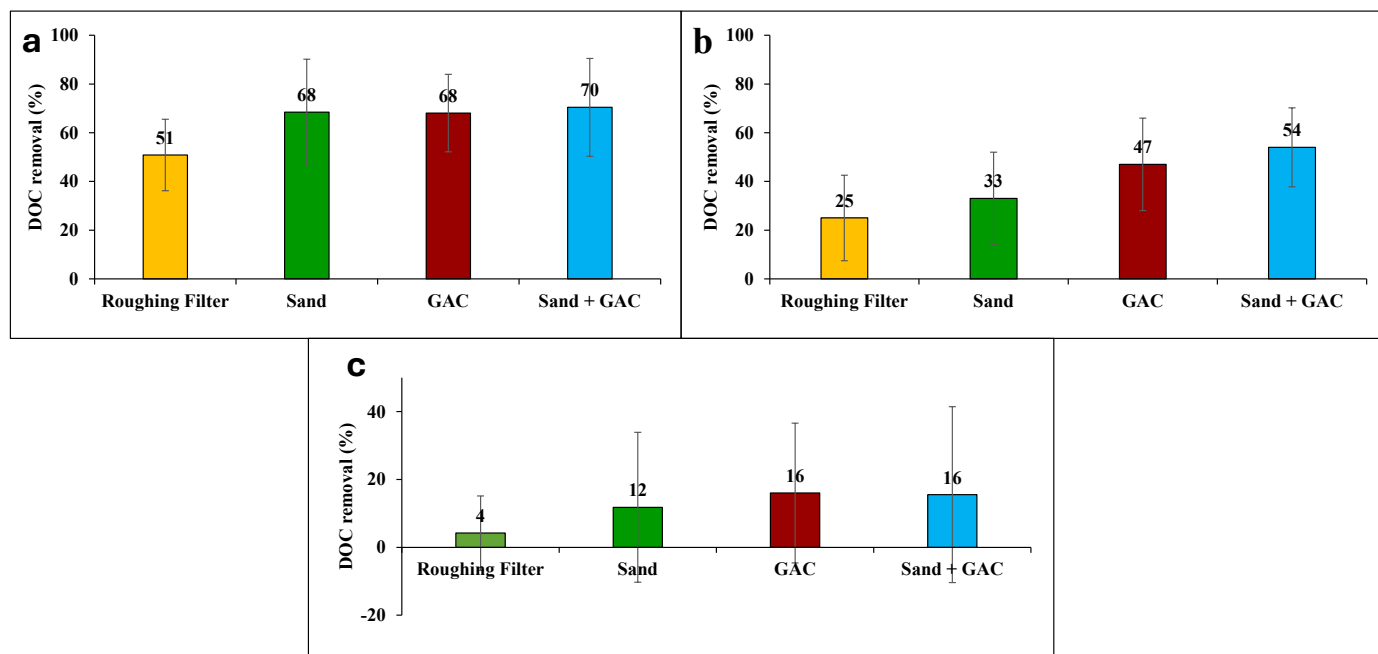 a
DOC removal (%)
100
80
60
40
20
0
51
68
68
70
Roughing Filter
Sand
GAC
Sand + GAC
b
DOC removal (%)
100
80
60
40
20
0
25
33
47
54
Roughing Filter
Sand
GAC
Sand + GAC
c
DOC removal (%)
40
20
0
-20
4
12
16
16
Roughing Filter
Sand
GAC
Sand + GAC